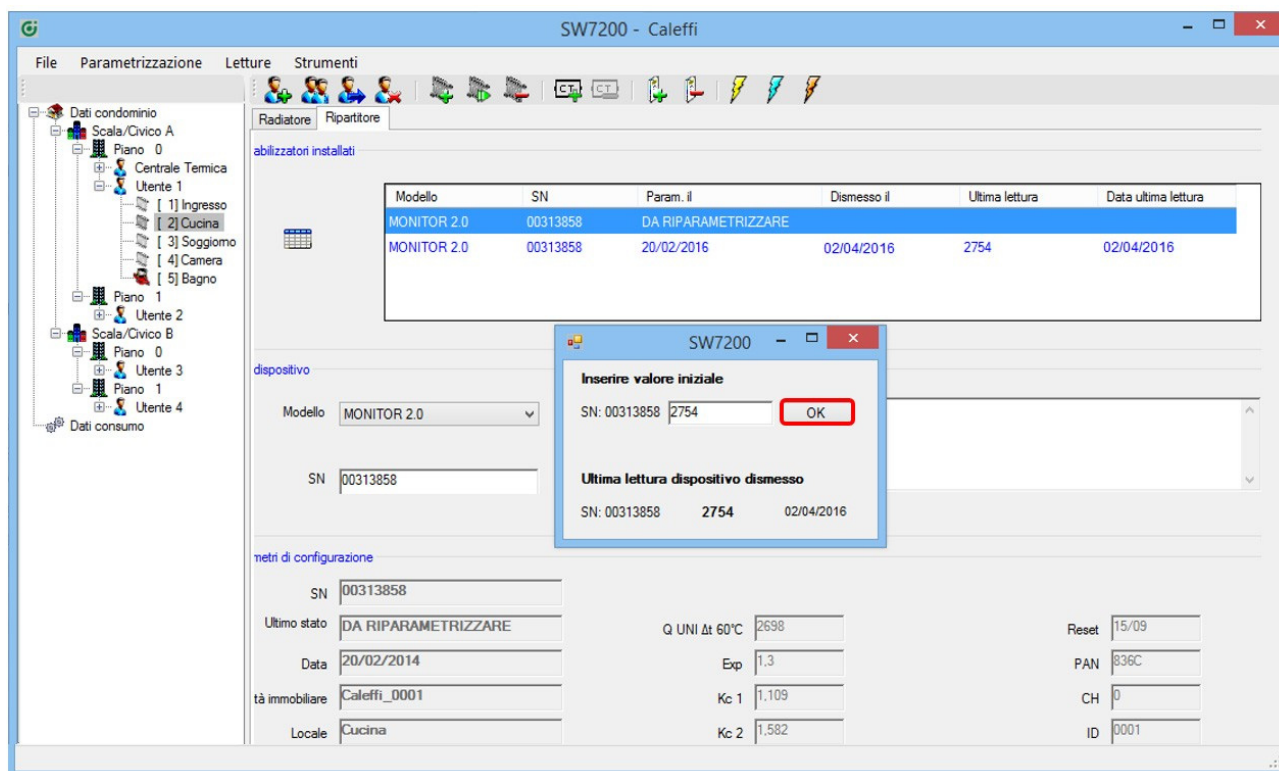 SW7200 - Caleffi
File Parametrizzazione Letture Strumenti
Dati condominio
Scala/Civico A
Piano 0
Centrale Termica
Utente 1
[ 1] Ingresso
[ 2] Cucina
[ 3] Soggiorno
[ 4] Camera
[ 5] Bagno
Piano 1
Utente 2
Scala/Civico B
Piano 0
Utente 3
Piano 1
Utente 4
Dati consumo
CT CT
Radiatore Ripartitore
abilizzatori installati
Modello SN Param. il Dismesso il Ultima lettura Data ultima lettura
MONITOR 2.0 00313858 DA RIPARAMETRIZZARE
MONITOR 2.0 00313858 20/02/2016 02/04/2016 2754 02/04/2016
dispositivo
Modello MONITOR 2.0
SN 00313858
SW7200
Inserire valore iniziale
SN: 00313858 2754 OK
Ultima lettura dispositivo dismesso
SN: 00313858 2754 02/04/2016
metri di configurazione
SN 00313858
Ultimo stato DA RIPARAMETRIZZARE Q UNI Δt 60°C 2698 Reset 15/09
Data 20/02/2014 Exp 1,3 PAN 836C
tà immobiliare Caleffi_0001 Kc 1 1,109 CH 0
Locale Cucina Kc 2 1,582 ID 0001